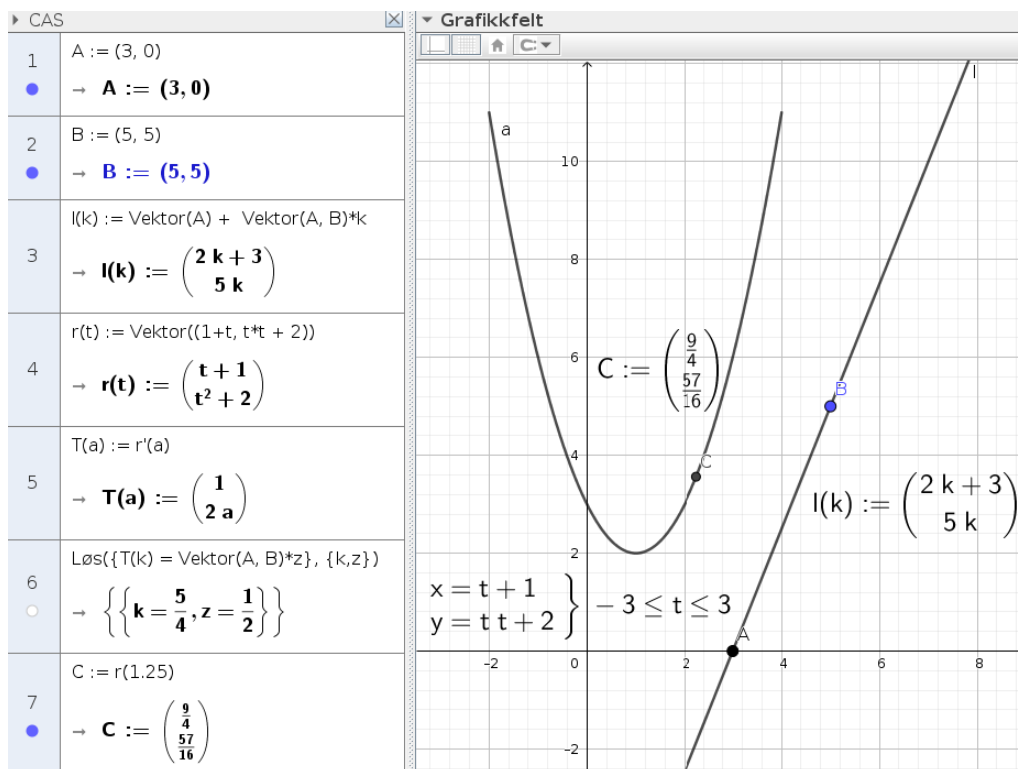 CAS
1
A := (3, 0)
→ A := (3, 0)
2
B := (5, 5)
→ B := (5, 5)
3
l(k) := Vektor(A) + Vektor(A, B)*k
→ l(k) := (2 k + 3
5 k)
4
r(t) := Vektor((1+t, t*t + 2))
→ r(t) := (t + 1
t² + 2)
5
T(a) := r'(a)
→ T(a) := (1
2 a)
6
Løs({T(k) = Vektor(A, B)*z}, {k,z})
→ {{k = 5/4, z = 1/2}}
7
C := r(1.25)
→ C := (9/4
57/16)
Grafikkfelt
l
a
10
8
C := (9/4
57/16)
6
B
4
C
l(k) := (2 k + 3
5 k)
2
x = t + 1
y = t t + 2 } − 3 ≤ t ≤ 3
A
-2 0 2 4 6 8
-2